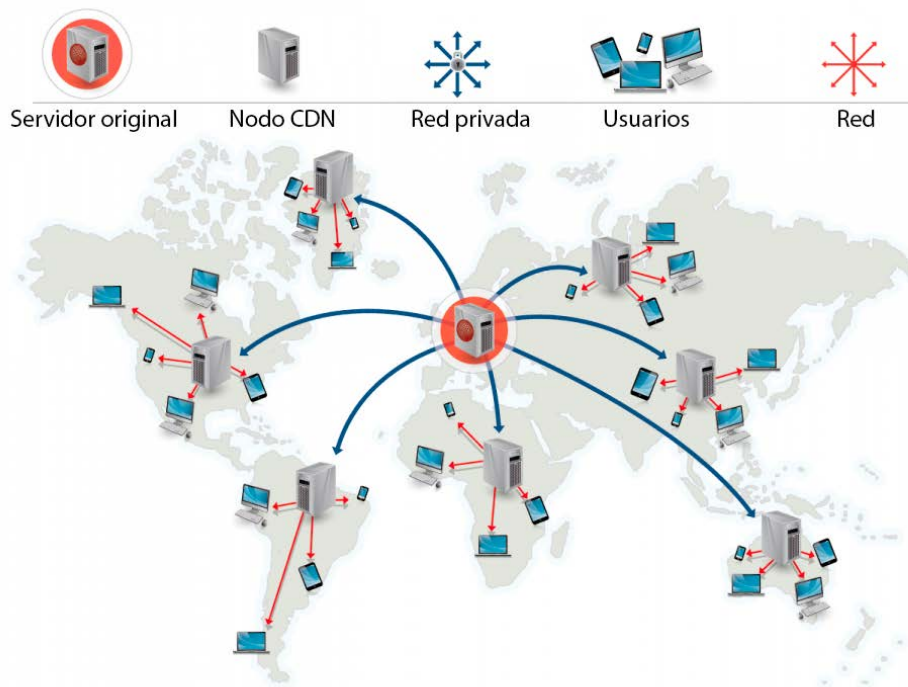 Servidor original
Nodo CDN
Red privada
Usuarios
Red